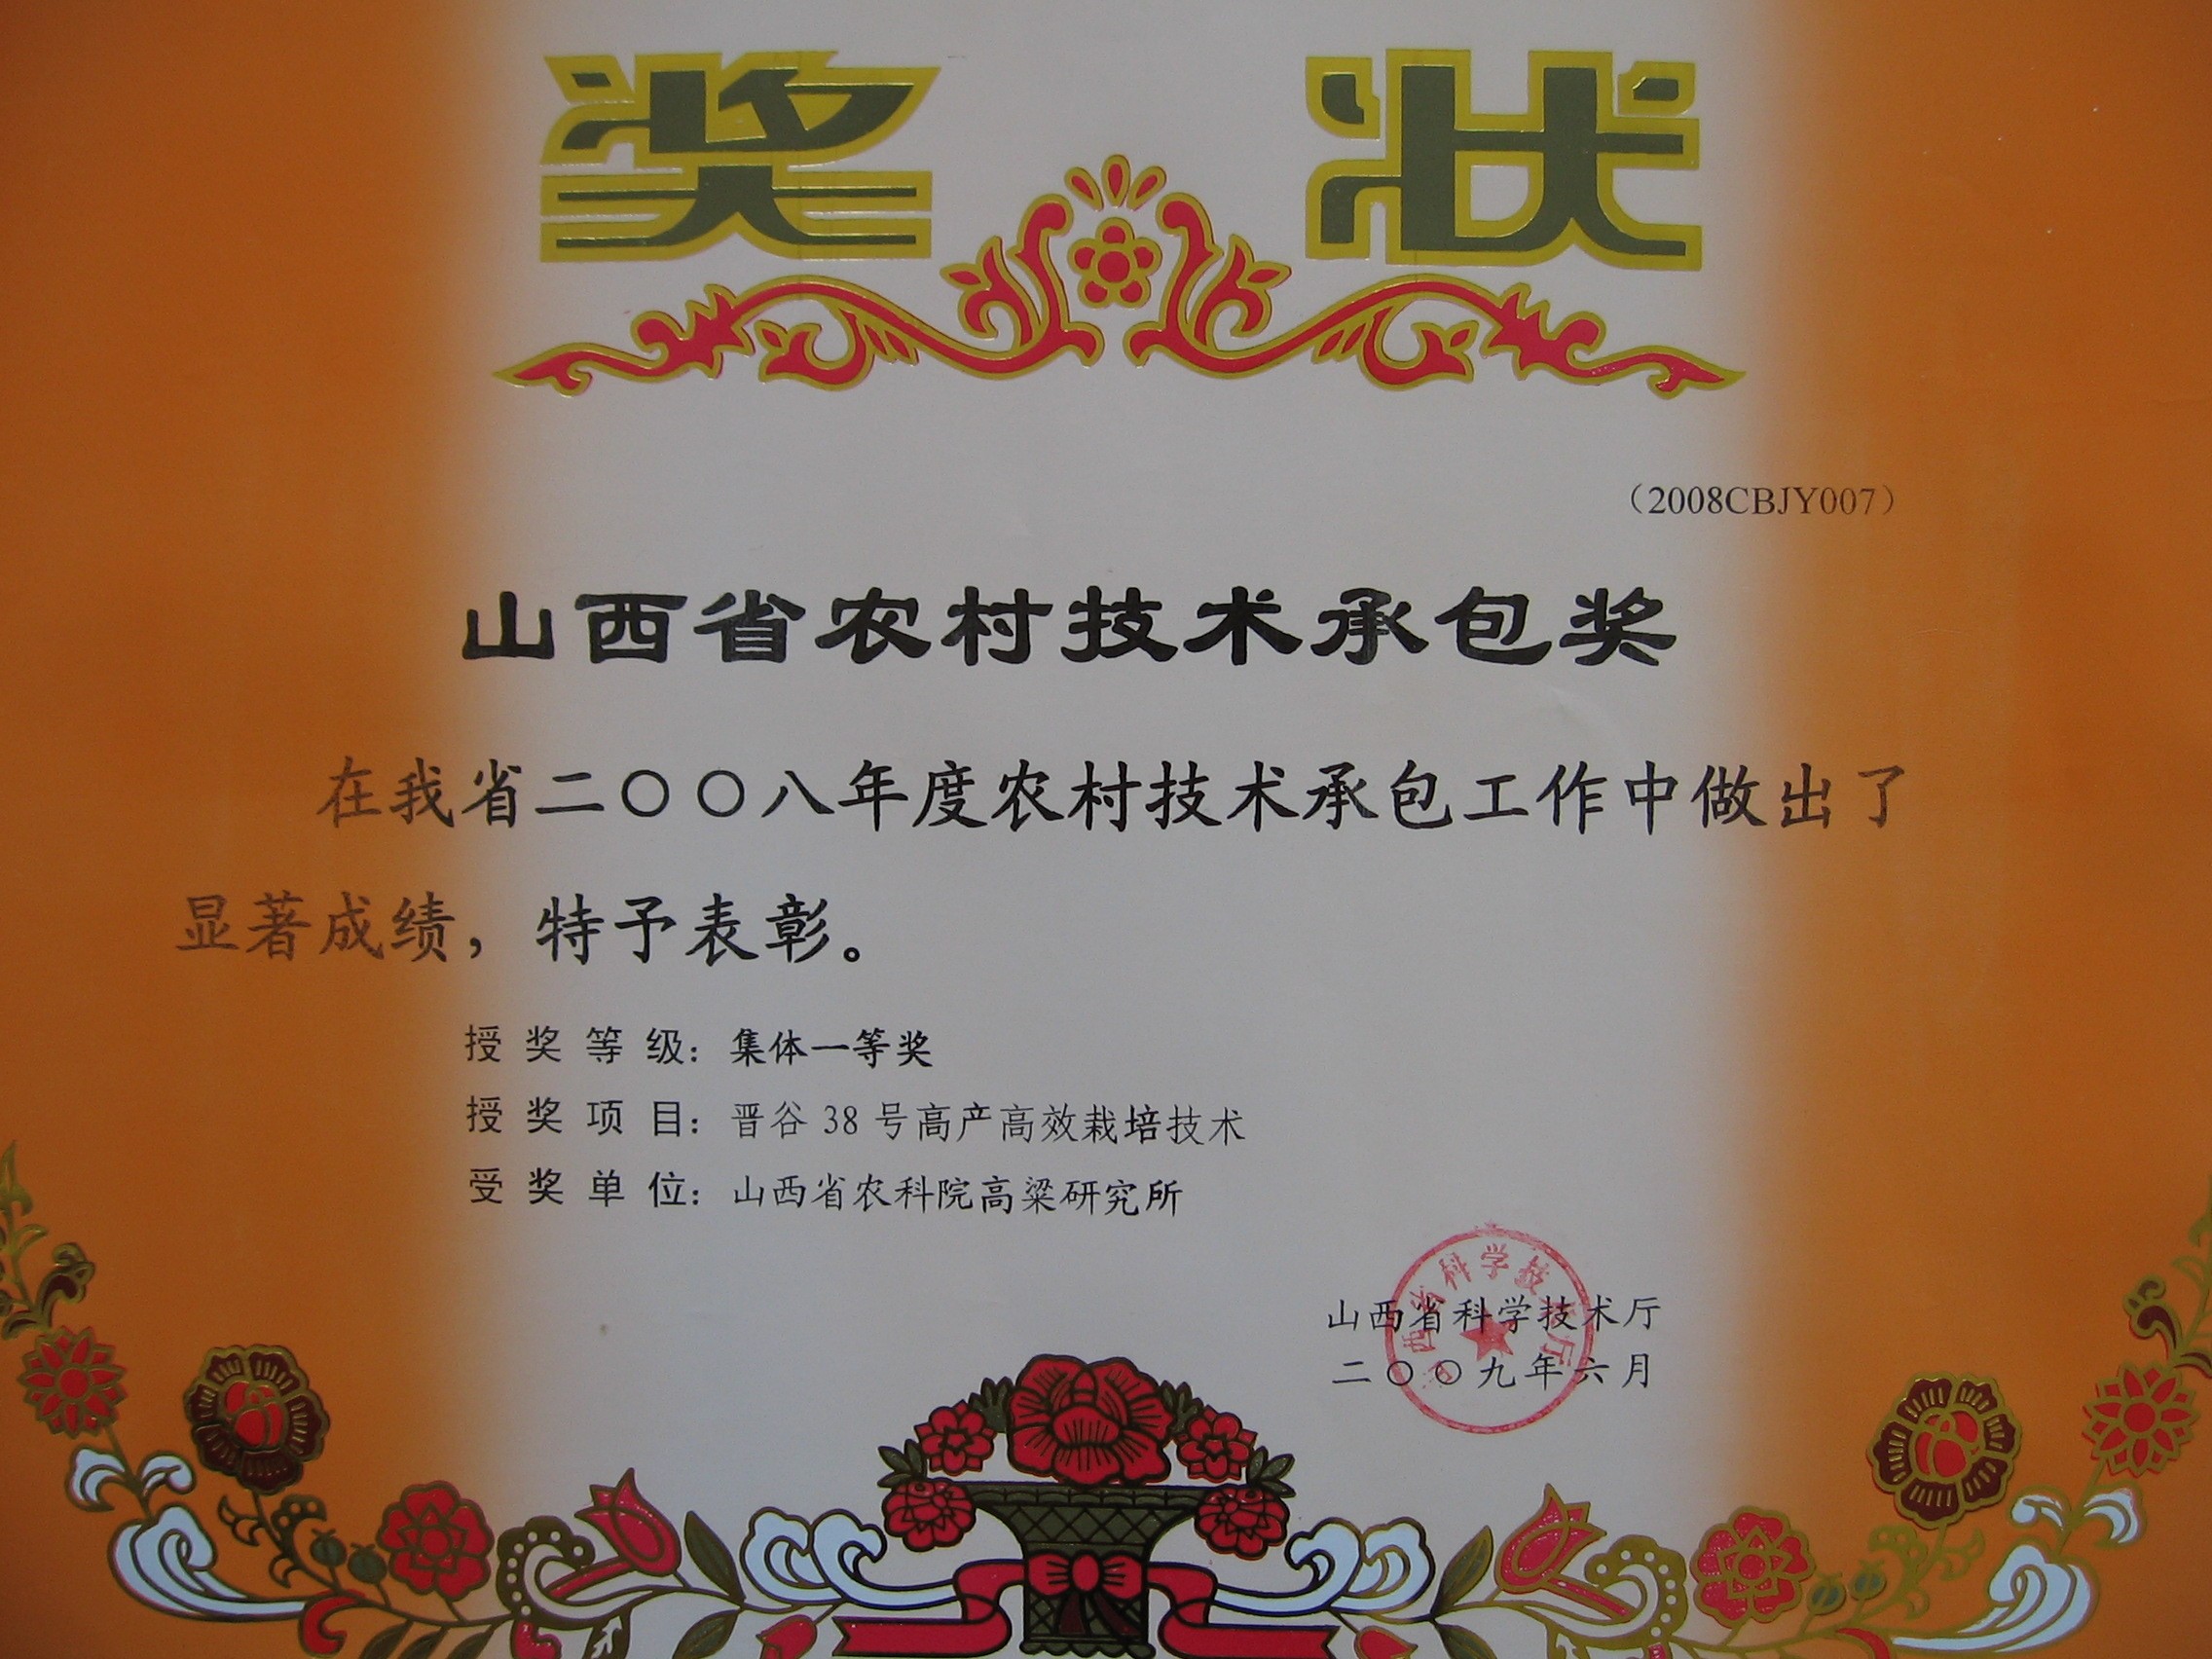 奖状
（2008CBJY007）
山西省农村技术承包奖
在我省二〇〇八年度农村技术承包工作中做出了
显著成绩，特予表彰。
授奖等级：集体一等奖
授奖项目：晋谷 38 号高产高效栽培技术
受奖单位：山西省农科院高粱研究所
山西省科学技术厅
二〇〇九年六月